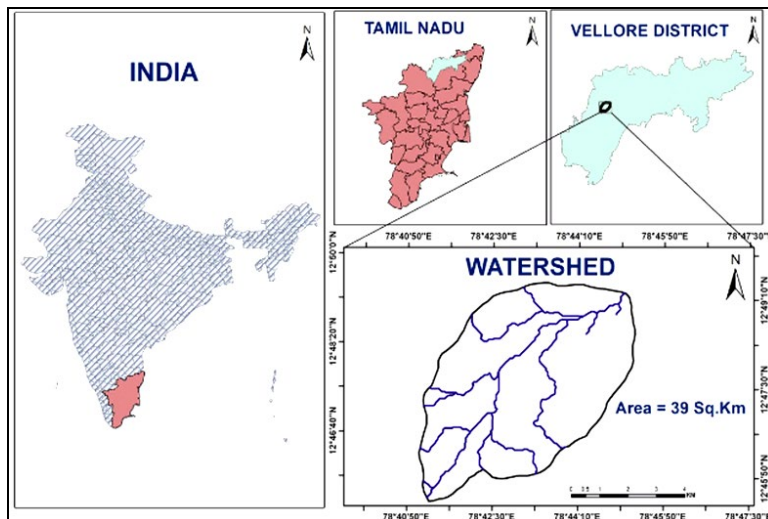 INDIA
N
TAMIL NADU
N
VELLORE DISTRICT
N
78°40'50"E 78°42'30"E 78°44'10"E 78°45'50"E 78°47'30"E
WATERSHED
N
Area = 39 Sq.Km
12°50'0"N
12°48'20"N
12°46'40"N
12°49'10"N
12°47'30"N
12°45'50"N
0 0.5 1 2 3 4
KM
78°40'50"E 78°42'30"E 78°44'10"E 78°45'50"E 78°47'30"E